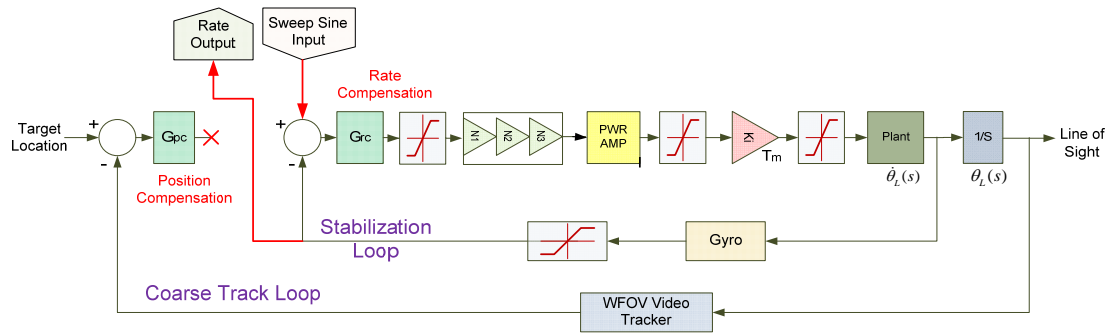 Rate
Output
Sweep Sine
Input
Rate
Compensation
Target
Location
+
-
Gpc
Position
Compensation
+
-
Grc
N1
N2
N3
PWR
AMP
I
Ki
Tm
Plant
θ̇L(s)
1/S
θL(s)
Line of
Sight
Stabilization
Loop
Gyro
Coarse Track Loop
WFOV Video
Tracker